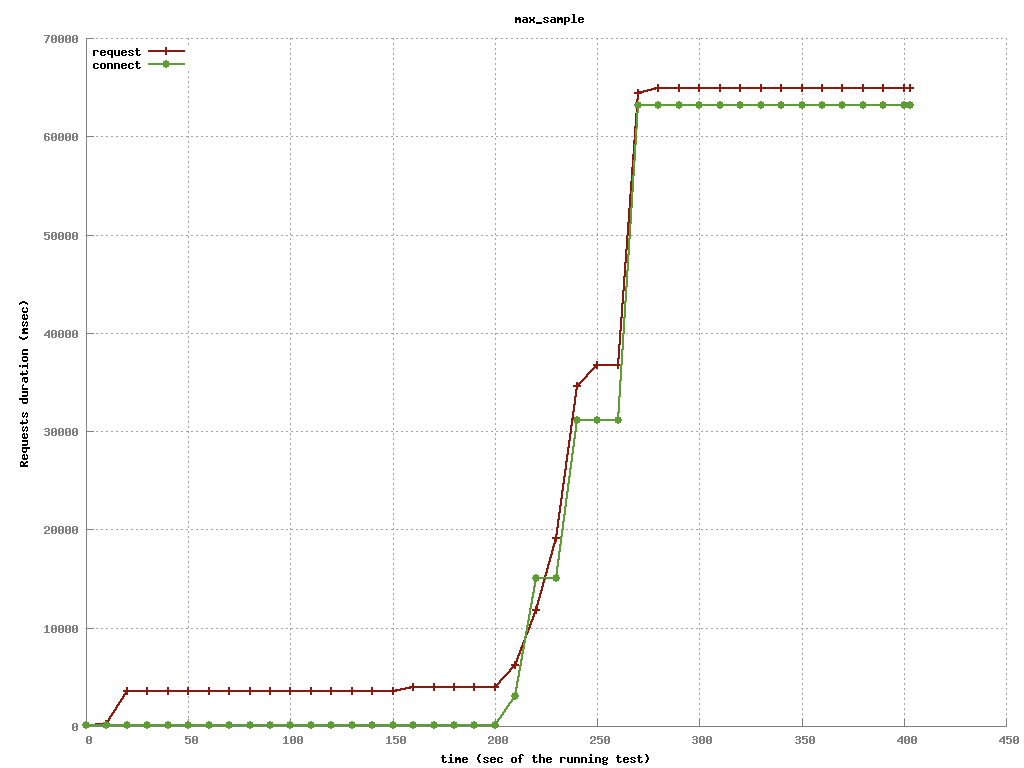 max_sample
70000
request
connect
60000
50000
40000
30000
20000
10000
0
0 50 100 150 200 250 300 350 400 450
Requests duration (msec)
time (sec of the running test)